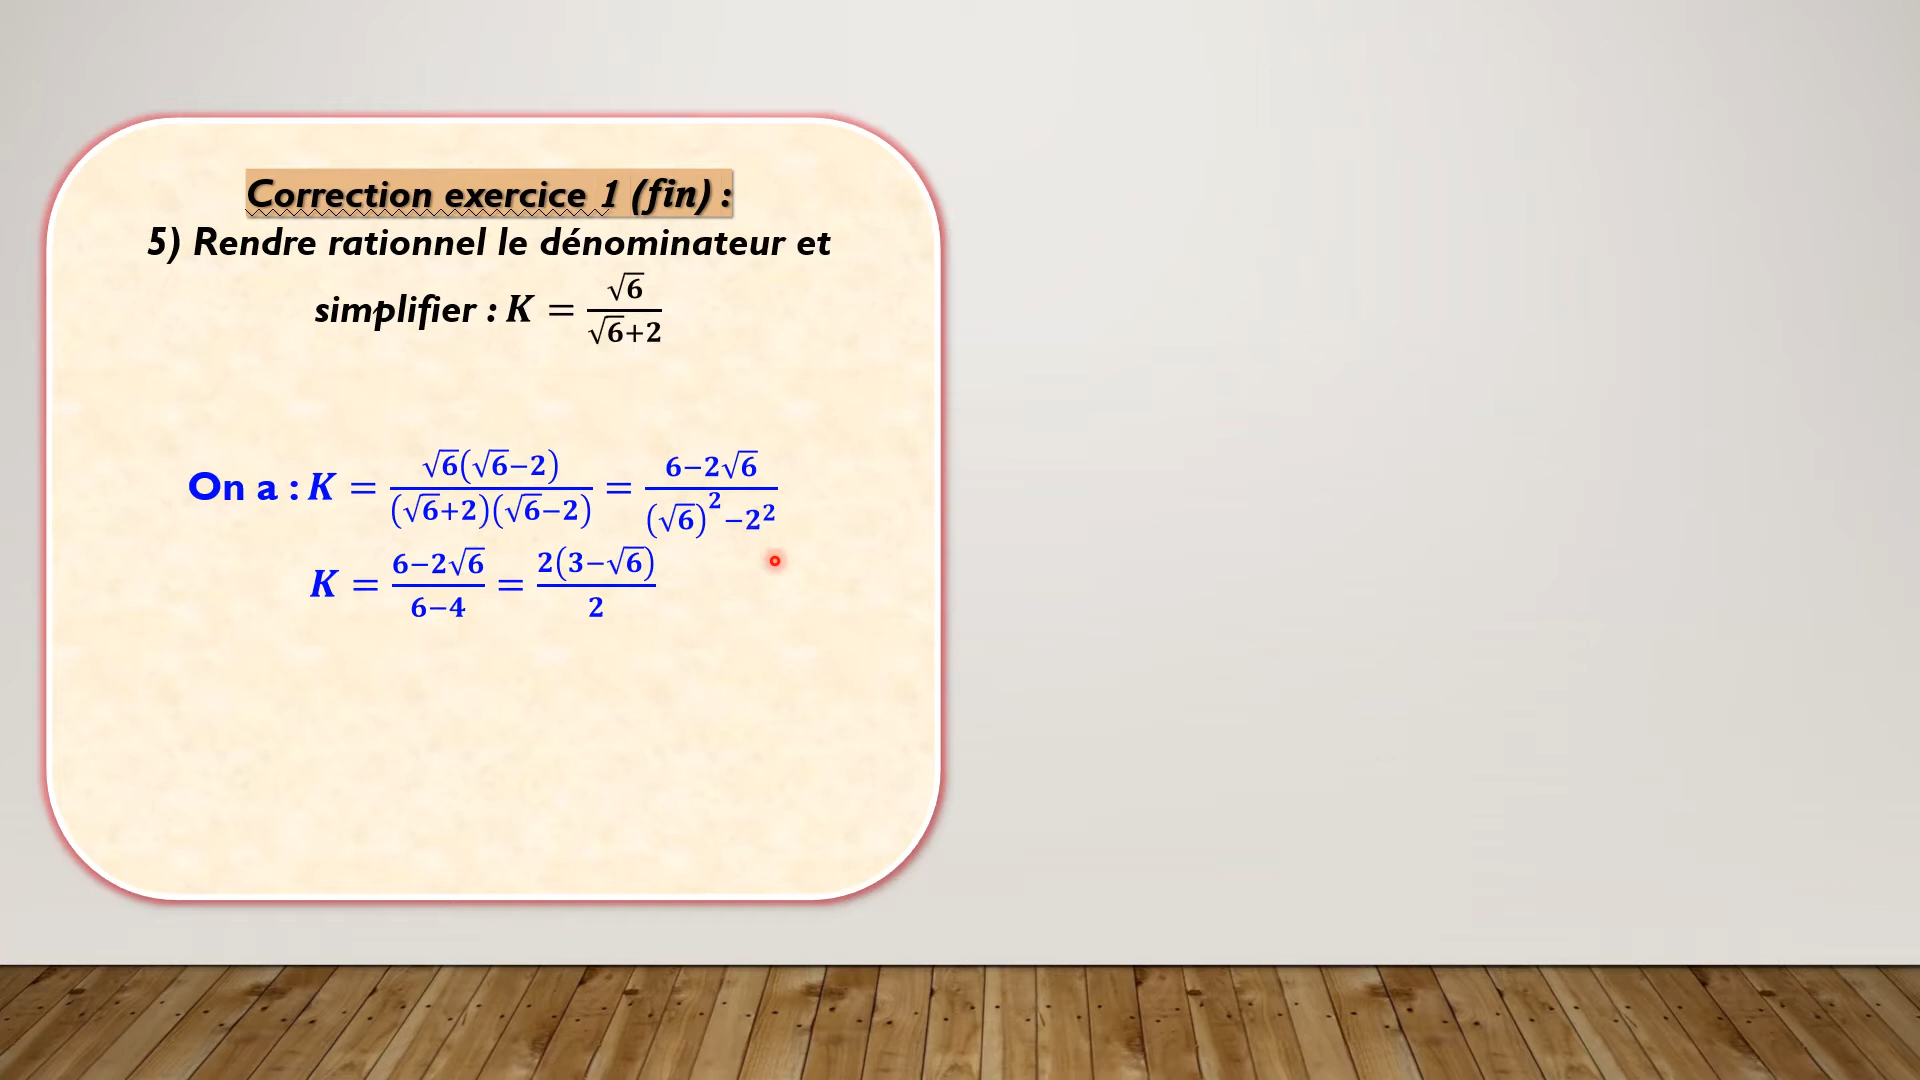 Correction exercice 1 (fin) :
5) Rendre rationnel le dénominateur et
simplifier : K = √6/(√6+2)
On a : K = √6(√6−2)/((√6+2)(√6−2)) = (6−2√6)/((√6)²−2²)
K = (6−2√6)/(6−4) = 2(3−√6)/2